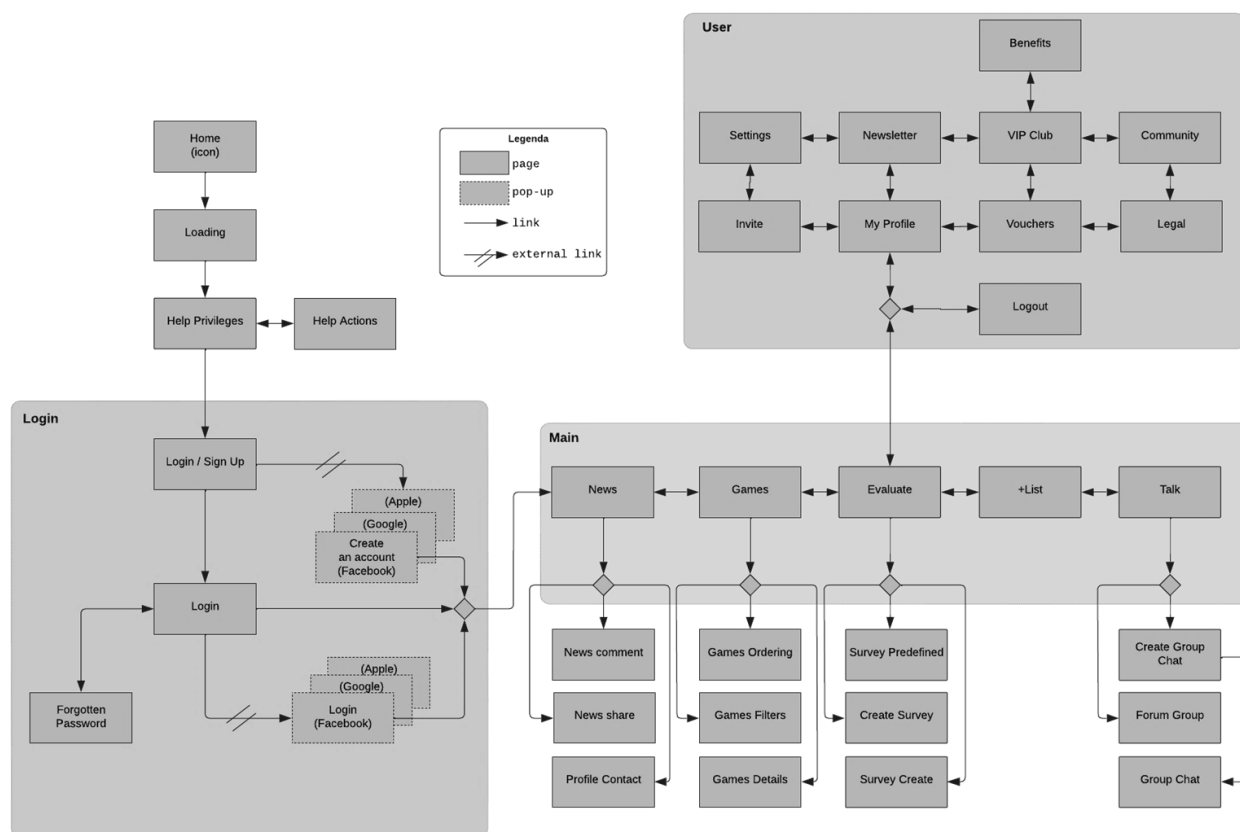 User
Benefits
Settings
Newsletter
VIP Club
Community
Invite
My Profile
Vouchers
Legal
Logout
Home
(icon)
Loading
Help Privileges
Help Actions
Legenda
page
pop-up
link
external link
Login
Login / Sign Up
(Apple)
(Google)
Create
an account
(Facebook)
Login
Forgotten
Password
(Apple)
(Google)
Login
(Facebook)
Main
News
Games
Evaluate
+List
Talk
News comment
Games Ordering
Survey Predefined
Create Group
Chat
News share
Games Filters
Create Survey
Forum Group
Profile Contact
Games Details
Survey Create
Group Chat